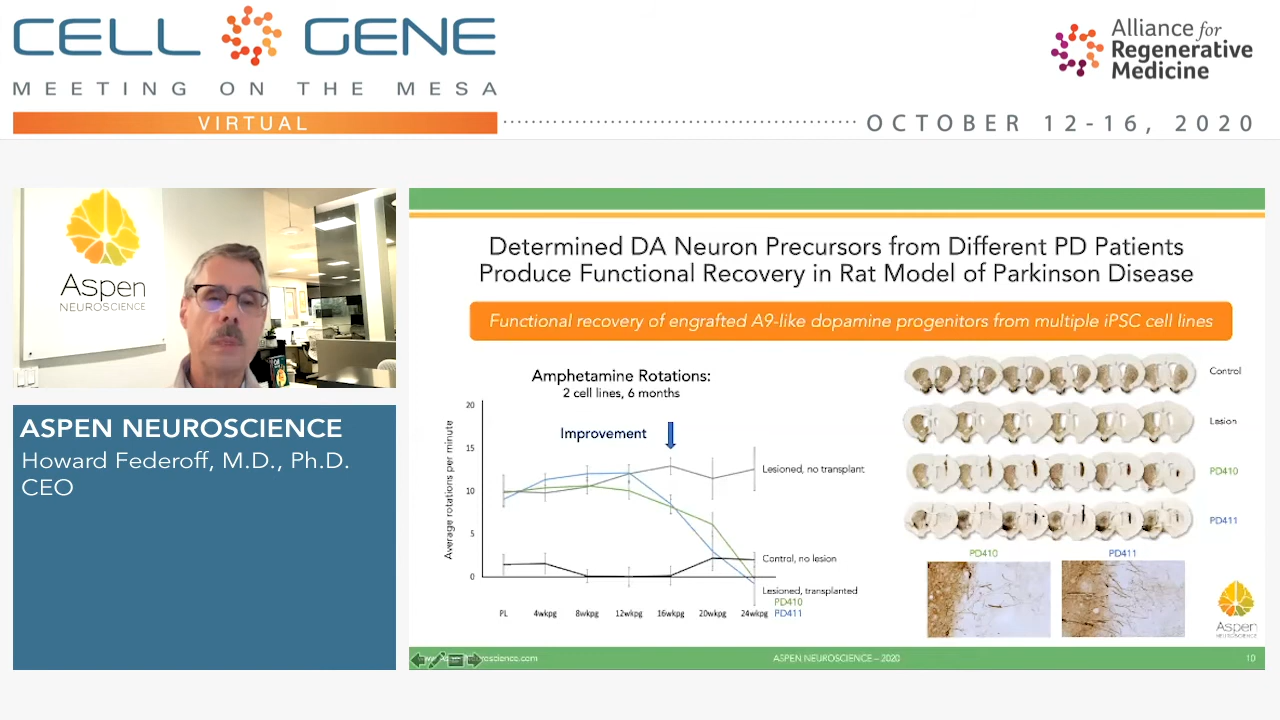 CELL GENE
MEETING ON THE MESA
VIRTUAL
Alliance for
Regenerative
Medicine
OCTOBER 12-16, 2020
Aspen
NEUROSCIENCE
ASPEN NEUROSCIENCE
Howard Federoff, M.D., Ph.D.
CEO
Determined DA Neuron Precursors from Different PD Patients
Produce Functional Recovery in Rat Model of Parkinson Disease
Functional recovery of engrafted A9-like dopamine progenitors from multiple iPSC cell lines
Amphetamine Rotations:
2 cell lines, 6 months
Improvement
Average rotations per minute
20
15
10
5
0
PL 4wkpg 8wkpg 12wkpg 16wkpg 20wkpg 24wkpg
Lesioned, no transplant
Control, no lesion
Lesioned, transplanted
PD410
PD411
Control
Lesion
PD410
PD411
PD410 PD411
Aspen
NEUROSCIENCE
ASPEN NEUROSCIENCE – 2020
10